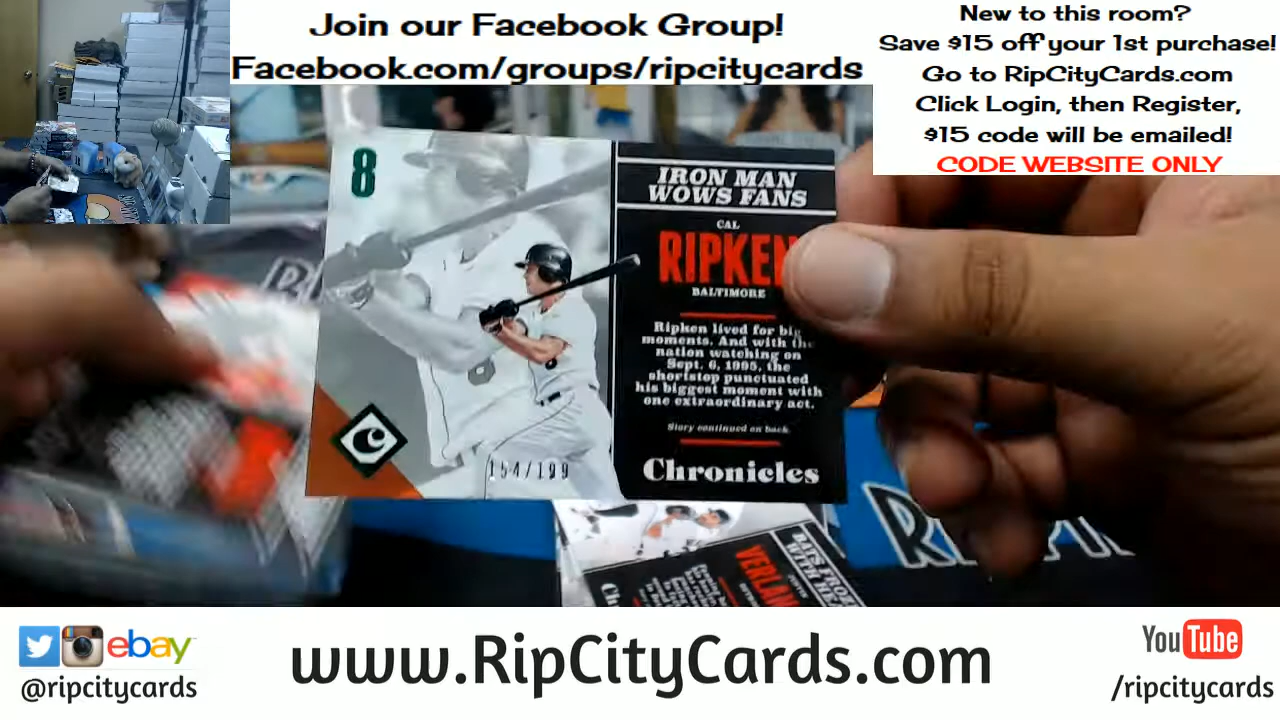 Join our Facebook Group!
Facebook.com/groups/ripcitycards
New to this room?
Save $15 off your 1st purchase!
Go to RipCityCards.com
Click Login, then Register,
$15 code will be emailed!
CODE WEBSITE ONLY
8
IRON MAN
WOWS FANS
CAL
RIPKEN
BALTIMORE
Ripken lived for big
moments. And with the
nation watching on
Sept. 6, 1995, the
shortstop punctuated
his biggest moment with
one extraordinary act.
Story continued on back.
Chronicles
C
8
154/199
VERLAN
ebay
@ripcitycards
www.RipCityCards.com
YouTube
/ripcitycards